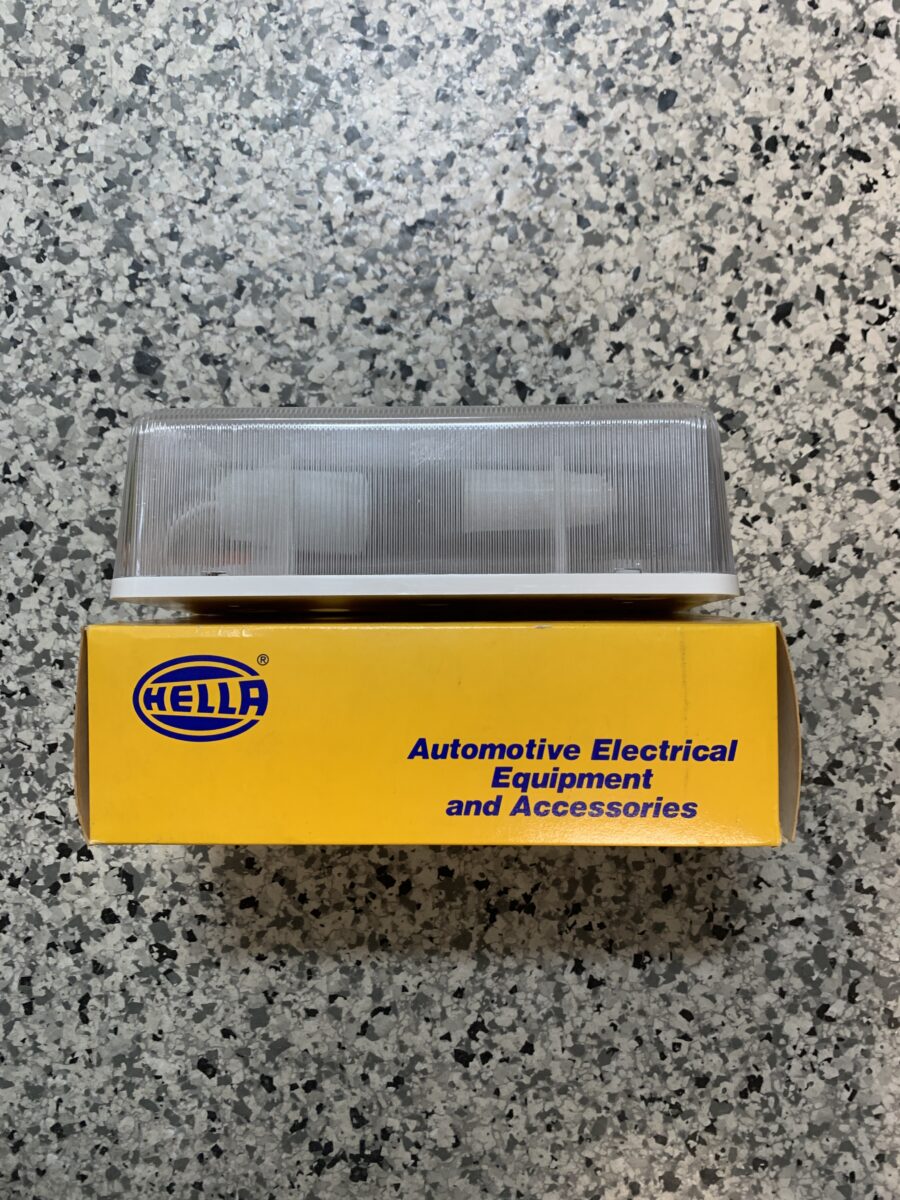 HELLA ®
Automotive Electrical
Equipment
and Accessories